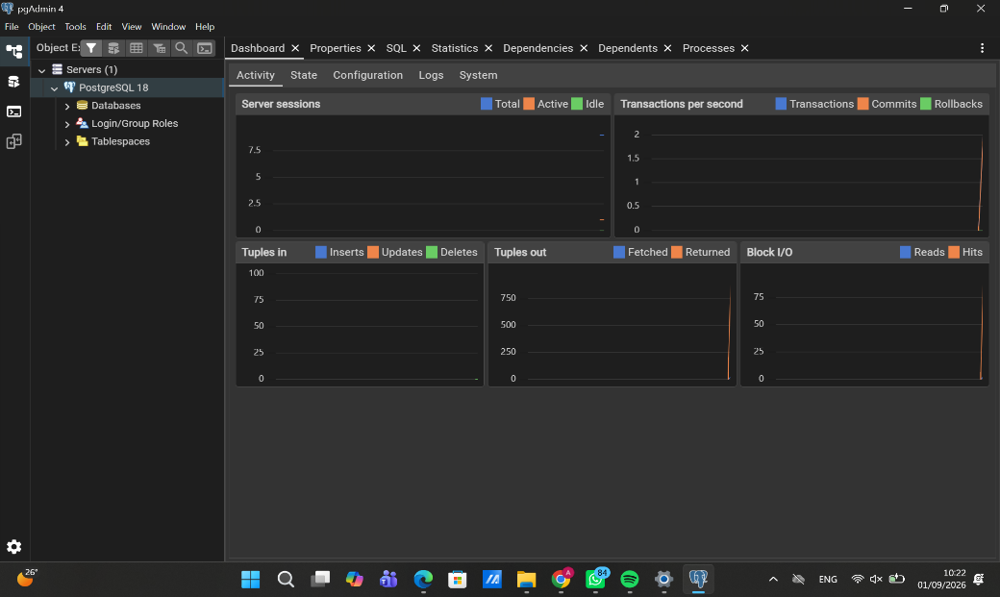 pgAdmin 4
File Object Tools Edit View Window Help
Object E
Dashboard Properties SQL Statistics Dependencies Dependents Processes
Servers (1)
PostgreSQL 18
Databases
Login/Group Roles
Tablespaces
Activity State Configuration Logs System
Server sessions Total Active Idle
7.5
5
2.5
0
Transactions per second Transactions Commits Rollbacks
2
1.5
1
0.5
0
Tuples in Inserts Updates Deletes
100
75
50
25
0
Tuples out Fetched Returned
750
500
250
0
Block I/O Reads Hits
75
50
25
0
26°
A
84
ENG
10:22
01/09/2026